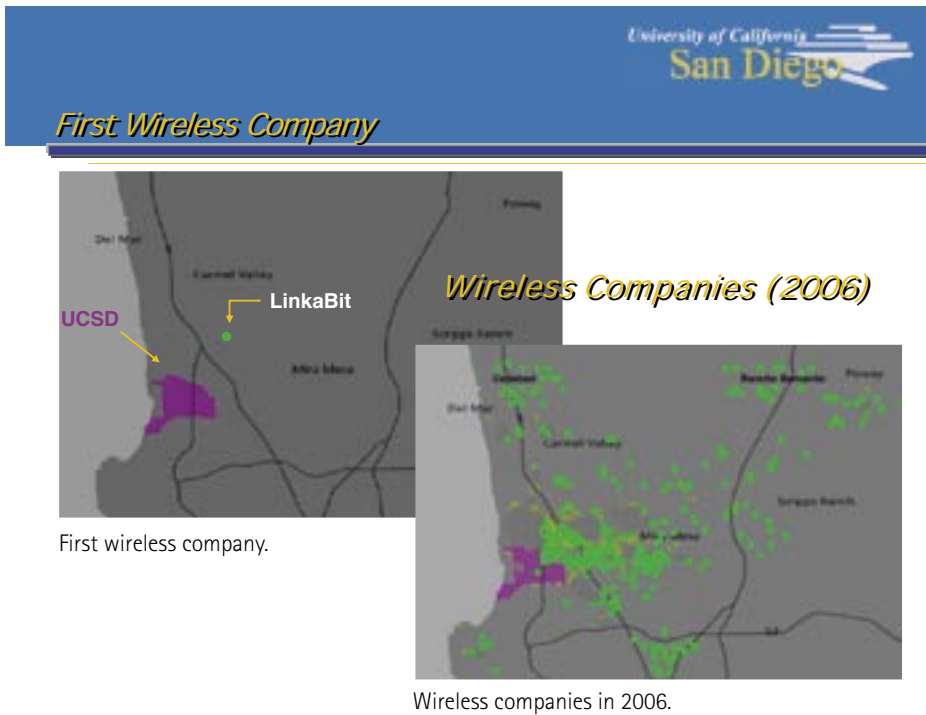 University of California
San Diego
First Wireless Company
Poway
Del Mar
Carmel Valley
LinkaBit
UCSD
Mira Mesa
Scripps Ranch
Wireless Companies (2006)
Rancho Bernardo
Poway
Del Mar
Carmel Valley
Scripps Ranch
First wireless company.
Wireless companies in 2006.